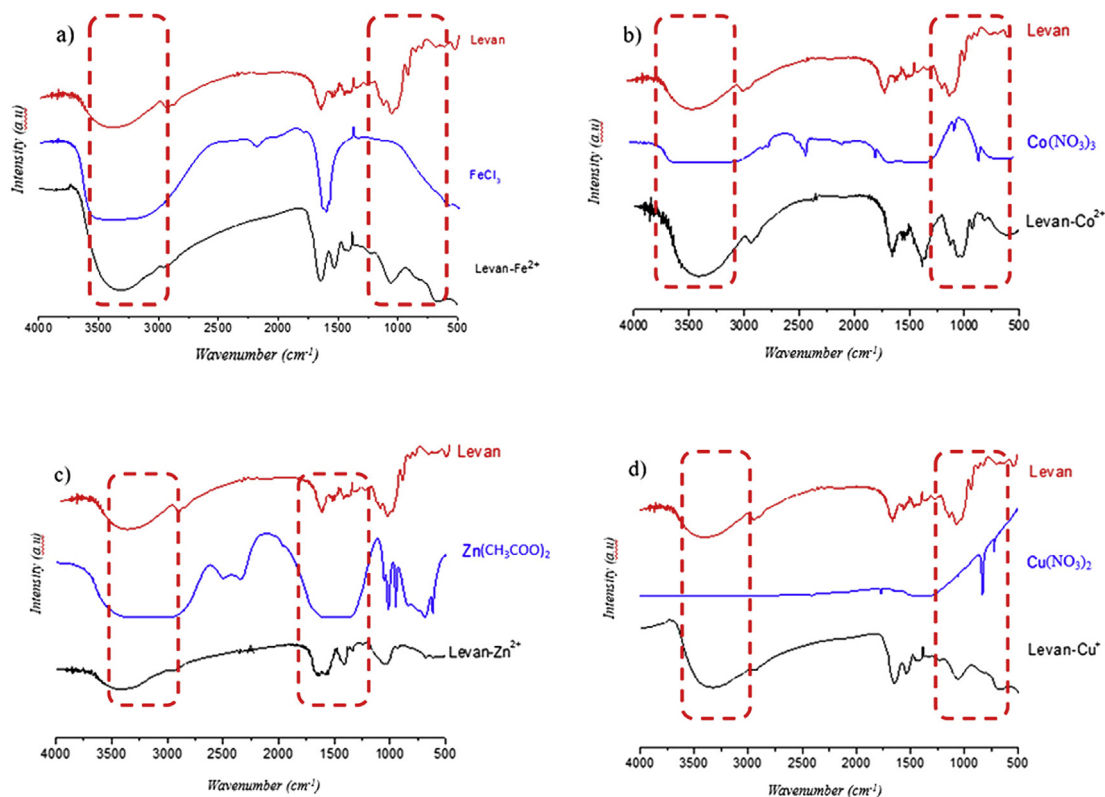 a)
Levan
FeCl3
Levan-Fe2+
Intensity (a.u)
4000 3500 3000 2500 2000 1500 1000 500
Wavenumber (cm-1)
b)
Levan
Co(NO3)3
Levan-Co2+
Intensity (a.u)
4000 3500 3000 2500 2000 1500 1000 500
Wavenumber (cm-1)
c)
Levan
Zn(CH3COO)2
Levan-Zn2+
Intensity (a.u)
4000 3500 3000 2500 2000 1500 1000 500
Wavenumber (cm-1)
d)
Levan
Cu(NO3)2
Levan-Cu+
Intensity (a.u)
4000 3500 3000 2500 2000 1500 1000 500
Wavenumber (cm-1)